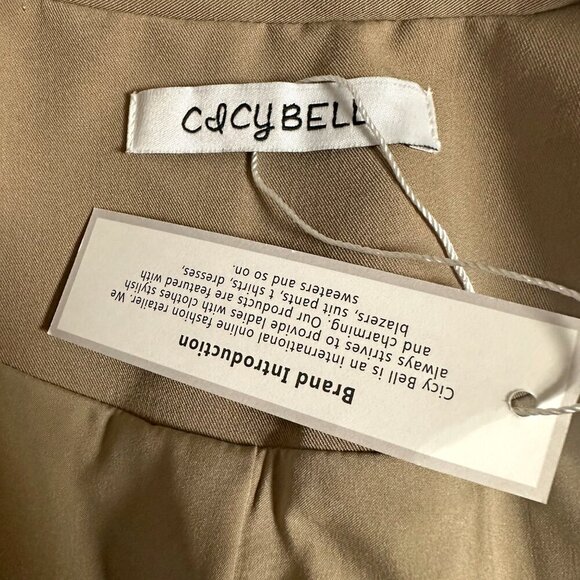 CICYBELL
Brand Introduction
Cicy Bell is an international online fashion retailer. We
always strives to provide ladies with clothes stylish
and charming. Our products are featured with
blazers, suit pants, t shirts, dresses,
sweaters and so on.